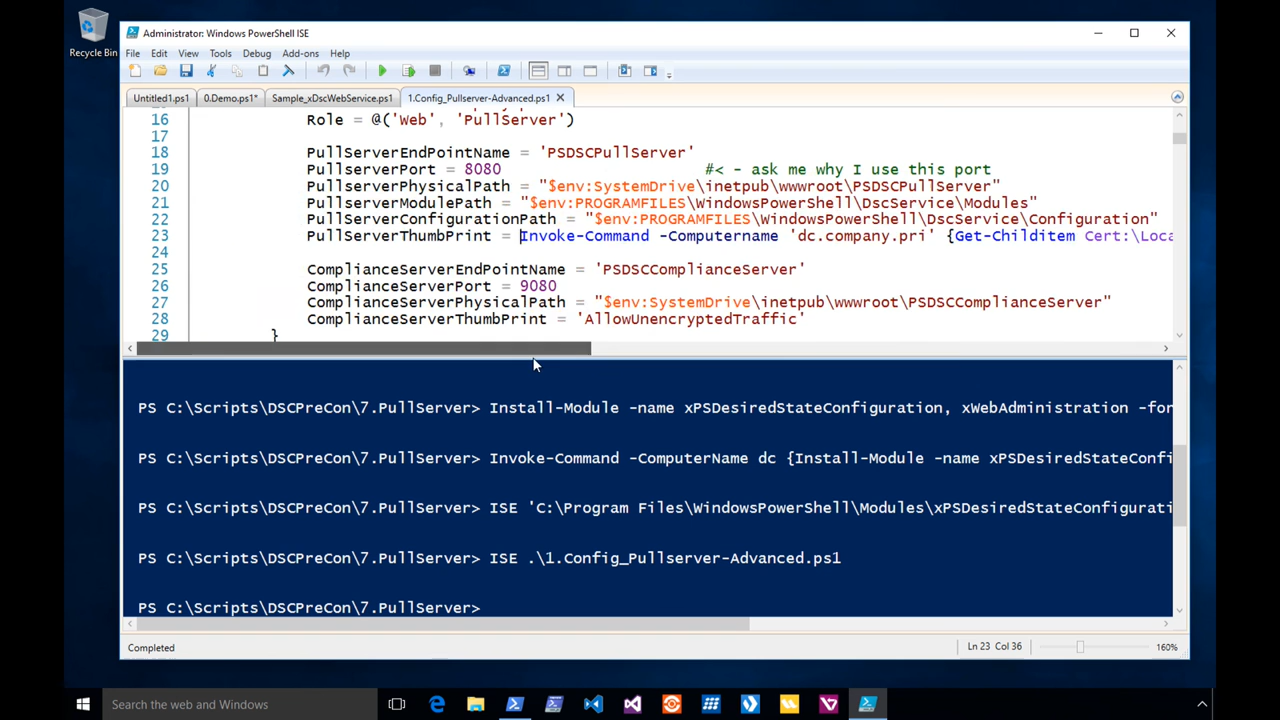 Recycle Bin
Administrator: Windows PowerShell ISE
File Edit View Tools Debug Add-ons Help
Untitled1.ps1 0.Demo.ps1* Sample_xDscWebService.ps1 1.Config_Pullserver-Advanced.ps1
16 Role = @('Web', 'PullServer')
17
18 PullServerEndPointName = 'PSDSCPullServer'
19 PullserverPort = 8080 #< - ask me why I use this port
20 PullserverPhysicalPath = "$env:SystemDrive\inetpub\wwwroot\PSDSCPullServer"
21 PullserverModulePath = "$env:PROGRAMFILES\WindowsPowerShell\DscService\Modules"
22 PullServerConfigurationPath = "$env:PROGRAMFILES\WindowsPowerShell\DscService\Configuration"
23 PullServerThumbPrint = Invoke-Command -Computername 'dc.company.pri' {Get-Childitem Cert:\Loca
24
25 ComplianceServerEndPointName = 'PSDSCComplianceServer'
26 ComplianceServerPort = 9080
27 ComplianceServerPhysicalPath = "$env:SystemDrive\inetpub\wwwroot\PSDSCComplianceServer"
28 ComplianceServerThumbPrint = 'AllowUnencryptedTraffic'
29 }
PS C:\Scripts\DSCPreCon\7.PullServer> Install-Module -name xPSDesiredStateConfiguration, xWebAdministration -for
PS C:\Scripts\DSCPreCon\7.PullServer> Invoke-Command -ComputerName dc {Install-Module -name xPSDesiredStateConfi
PS C:\Scripts\DSCPreCon\7.PullServer> ISE 'C:\Program Files\WindowsPowerShell\Modules\xPSDesiredStateConfigurati
PS C:\Scripts\DSCPreCon\7.PullServer> ISE .\1.Config_Pullserver-Advanced.ps1
PS C:\Scripts\DSCPreCon\7.PullServer>
Completed Ln 23 Col 36 160%
Search the web and Windows